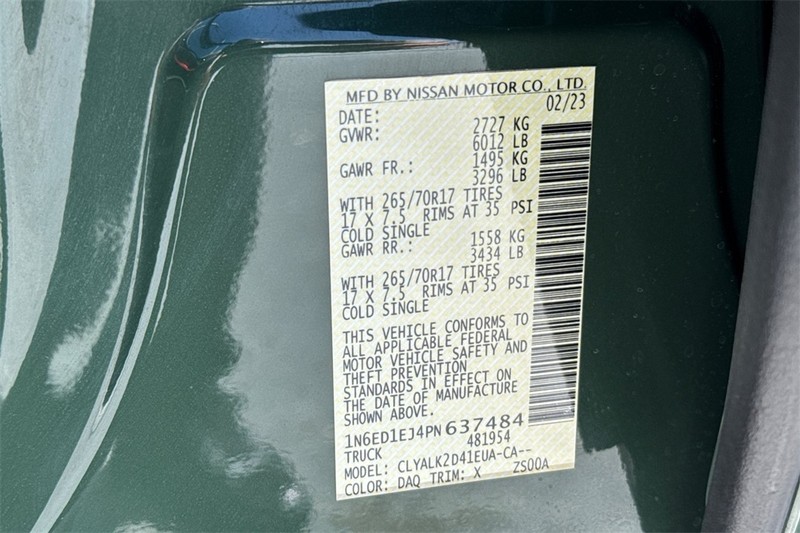 MFD BY NISSAN MOTOR CO., LTD.
DATE: 02/23
GVWR: 2727 KG
6012 LB
GAWR FR.: 1495 KG
3296 LB
WITH 265/70R17 TIRES
17 X 7.5 RIMS AT 35 PSI
COLD SINGLE
GAWR RR.: 1558 KG
3434 LB
WITH 265/70R17 TIRES
17 X 7.5 RIMS AT 35 PSI
COLD SINGLE
THIS VEHICLE CONFORMS TO
ALL APPLICABLE FEDERAL
MOTOR VEHICLE SAFETY AND
THEFT PREVENTION
STANDARDS IN EFFECT ON
THE DATE OF MANUFACTURE
SHOWN ABOVE.
1N6ED1EJ4PN637484
TRUCK 481954
MODEL: CLYALK2D41EUA-CA--
COLOR: DAQ TRIM: X ZS00A